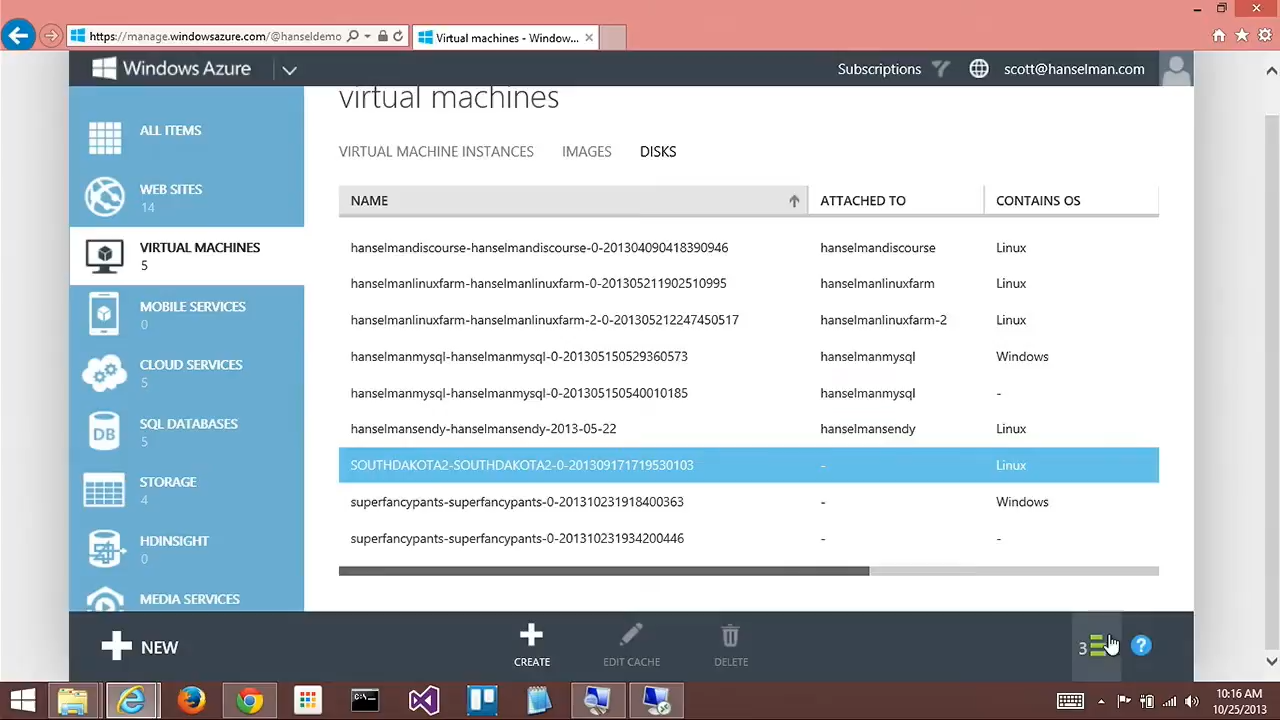 https://manage.windowsazure.com/@hanseldemo
Virtual machines - Window...
Windows Azure
Subscriptions
scott@hanselman.com
virtual machines
ALL ITEMS
WEB SITES
14
VIRTUAL MACHINES
5
MOBILE SERVICES
0
CLOUD SERVICES
5
DB
SQL DATABASES
5
STORAGE
4
HDINSIGHT
0
MEDIA SERVICES
VIRTUAL MACHINE INSTANCES IMAGES DISKS
NAME ATTACHED TO CONTAINS OS
hanselmandiscourse-hanselmandiscourse-0-201304090418390946 hanselmandiscourse Linux
hanselmanlinuxfarm-hanselmanlinuxfarm-0-201305211902510995 hanselmanlinuxfarm Linux
hanselmanlinuxfarm-hanselmanlinuxfarm-2-0-201305212247450517 hanselmanlinuxfarm-2 Linux
hanselmanmysql-hanselmanmysql-0-201305150529360573 hanselmanmysql Windows
hanselmanmysql-hanselmanmysql-0-201305150540010185 hanselmanmysql -
hanselmansendy-hanselmansendy-2013-05-22 hanselmansendy Linux
SOUTHDAKOTA2-SOUTHDAKOTA2-0-201309171719530103 - Linux
superfancypants-superfancypants-0-201310231918400363 - Windows
superfancypants-superfancypants-0-201310231934200446 - -
NEW
CREATE
EDIT CACHE
DELETE
3
?
10:16 AM
10/25/2013